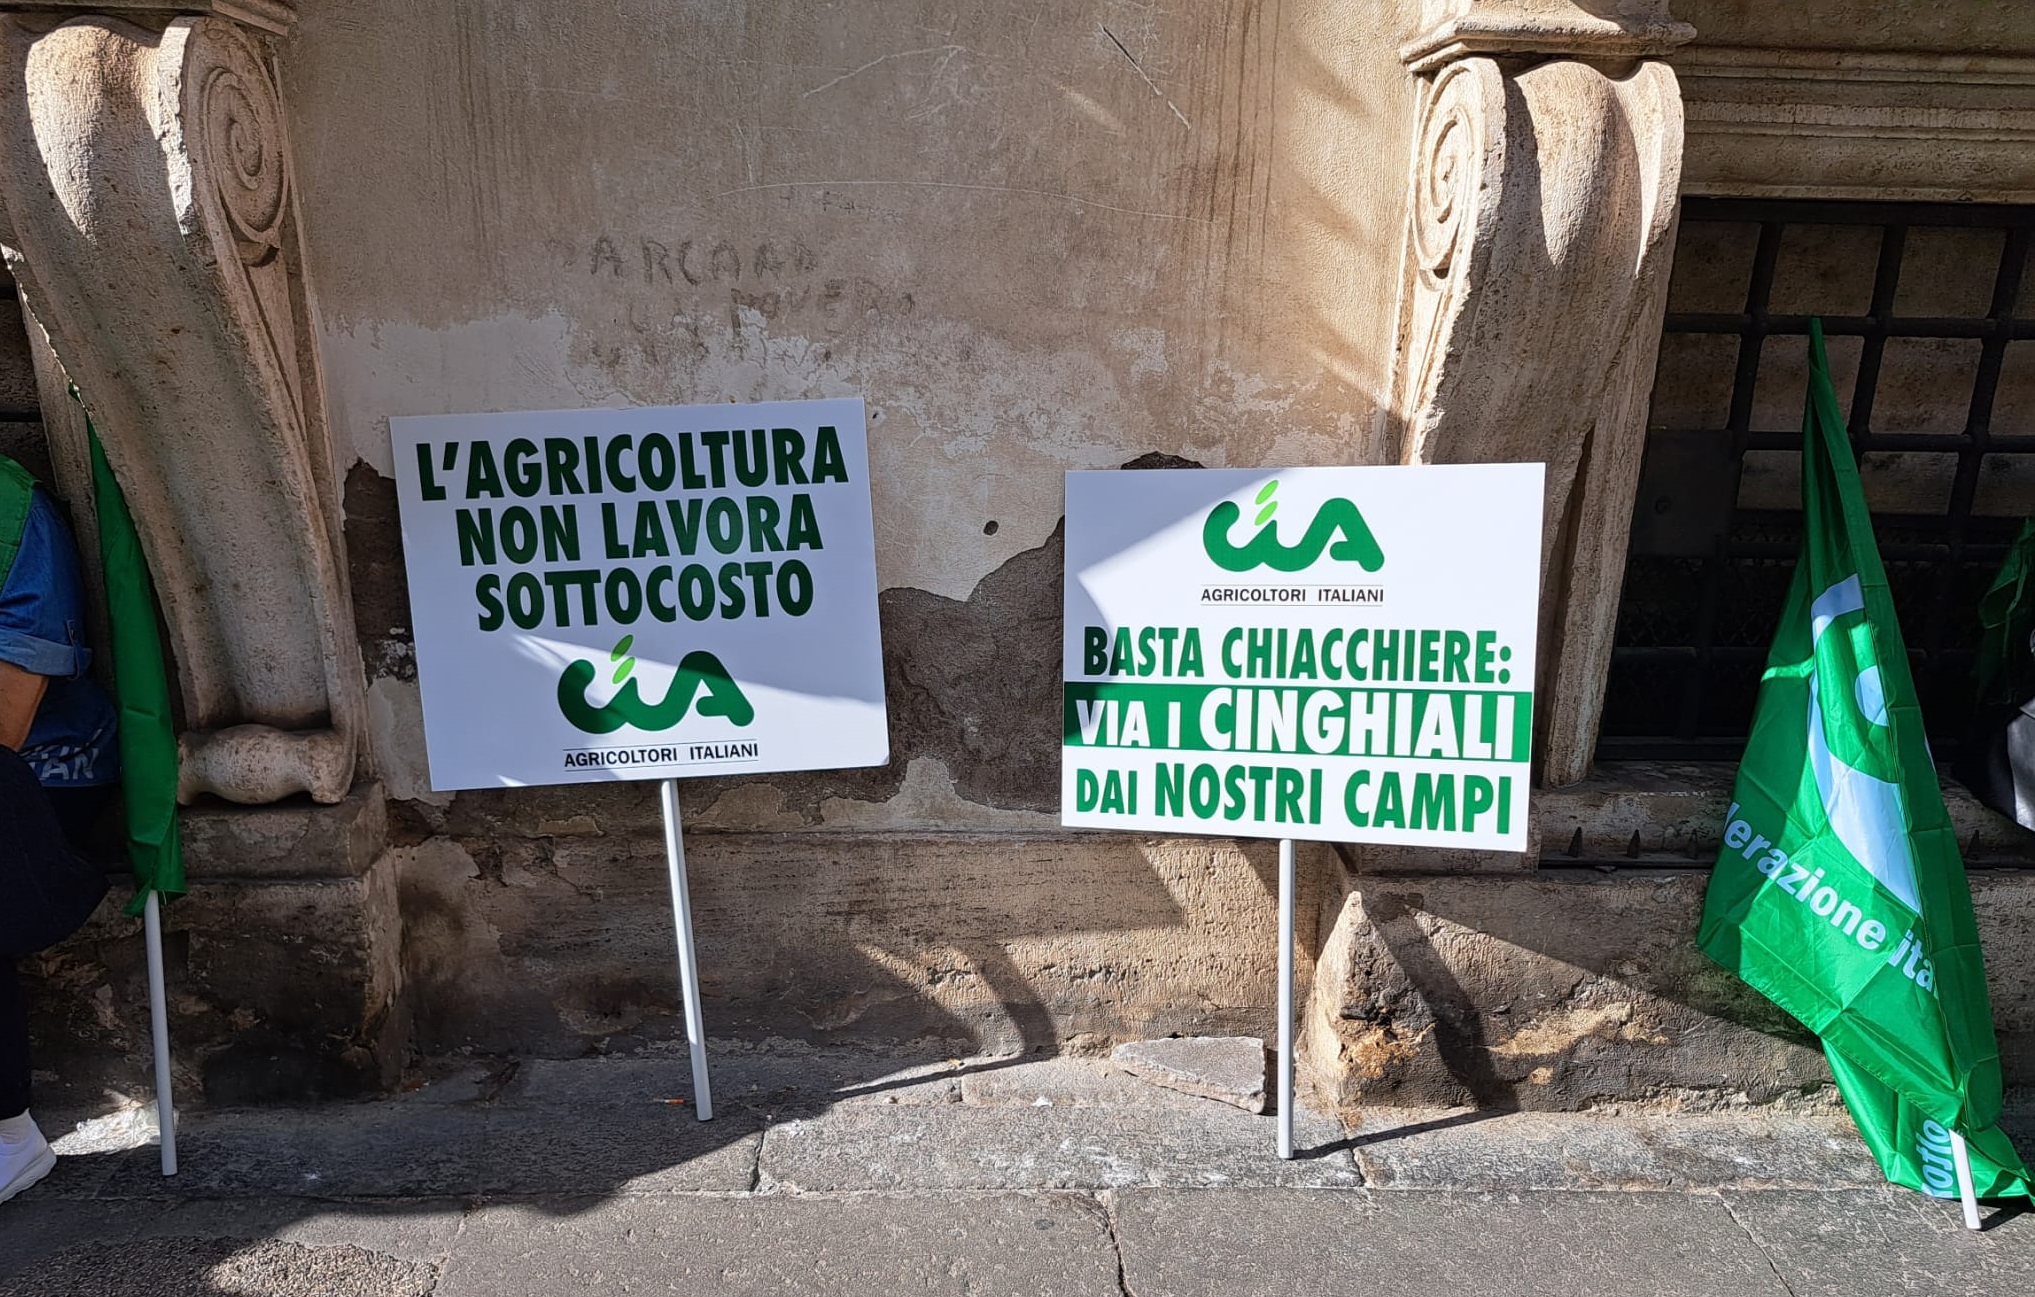 L'AGRICOLTURA
NON LAVORA
SOTTOCOSTO
CIA
AGRICOLTORI ITALIANI
CIA
AGRICOLTORI ITALIANI
BASTA CHIACCHIERE:
VIA I CINGHIALI
DAI NOSTRI CAMPI